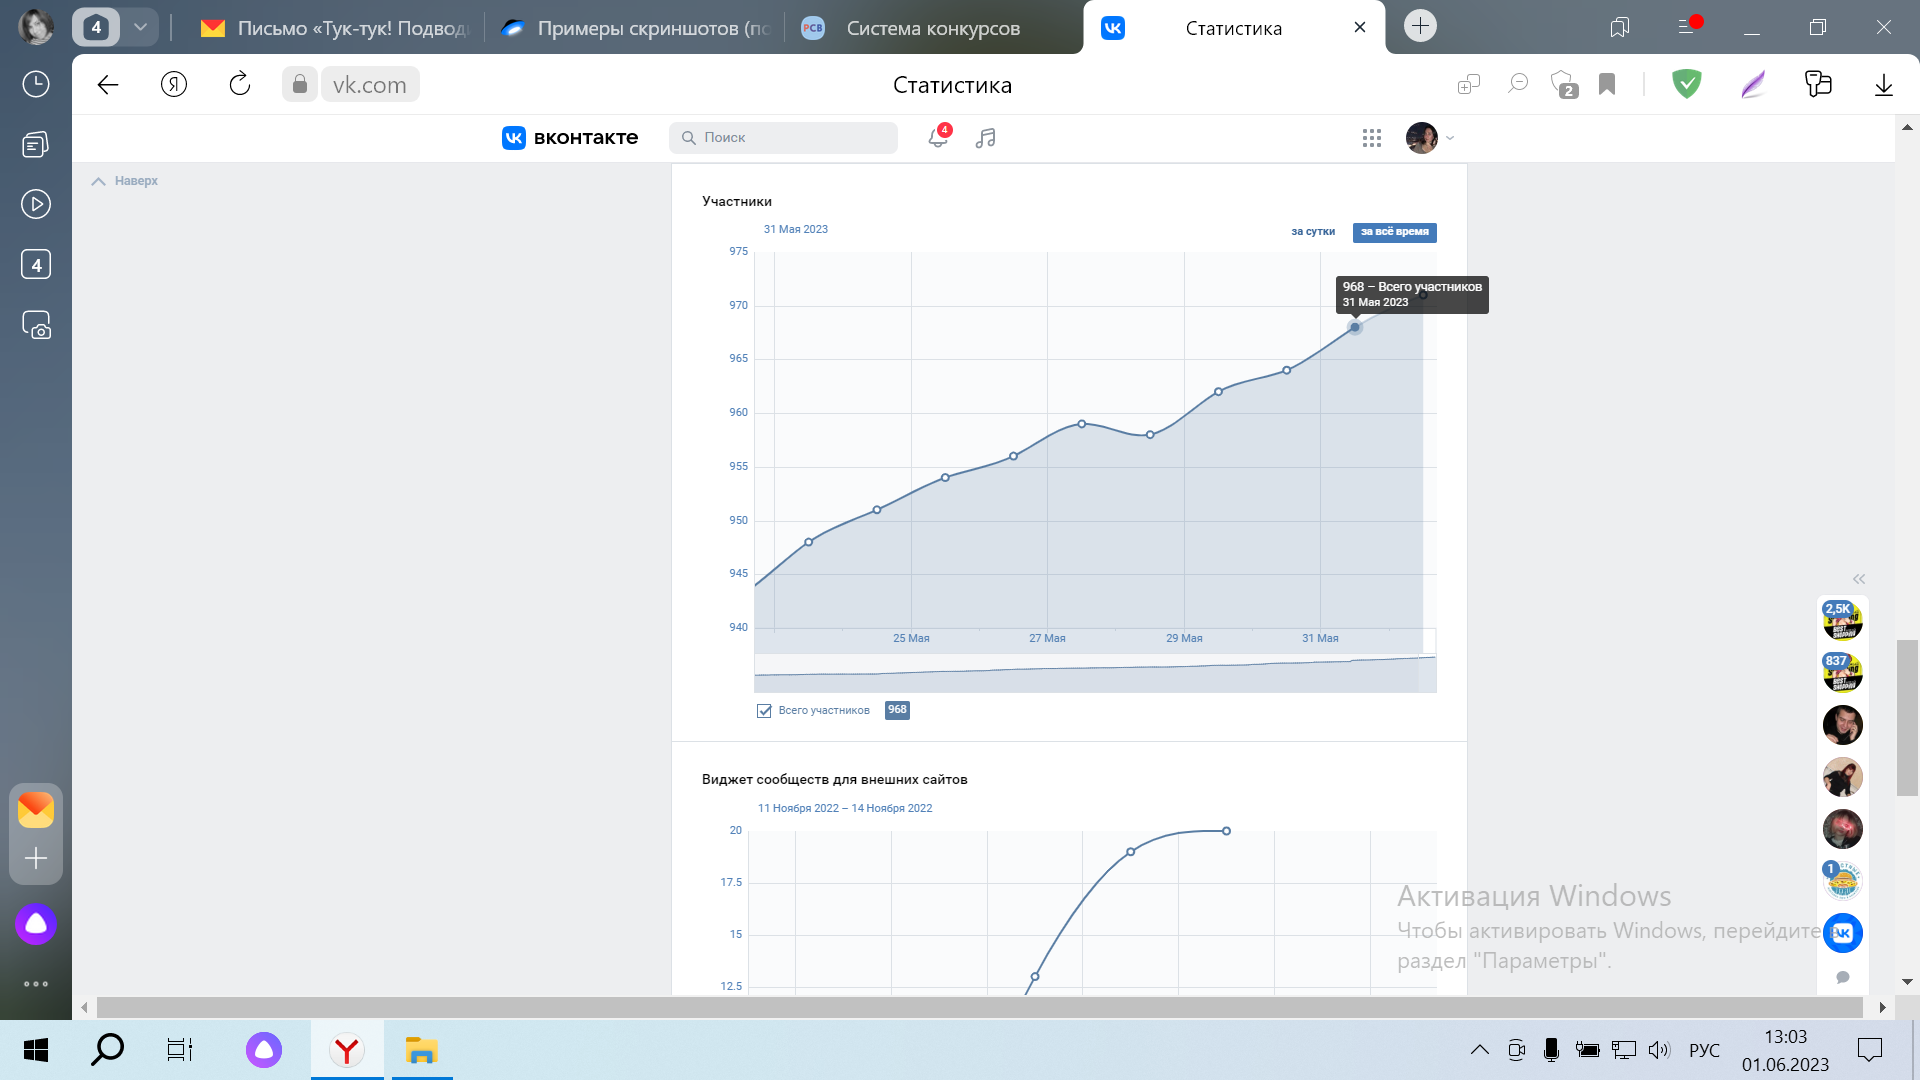 4
Письмо «Тук-тук! Подвод
Примеры скриншотов (по
РСВ
Система конкурсов
Статистика
Я
vk.com
Статистика
2
вконтакте
Поиск
4
Наверх
4
Участники
31 Мая 2023
за сутки
за всё время
975
970
965
960
955
950
945
940
968 – Всего участников
31 Мая 2023
25 Мая
27 Мая
29 Мая
31 Мая
Всего участников
968
Виджет сообществ для внешних сайтов
11 Ноября 2022 – 14 Ноября 2022
20
17.5
15
12.5
2,5K
837
1
Активация Windows
Чтобы активировать Windows, перейдите в
раздел "Параметры".
РУС
13:03
01.06.2023